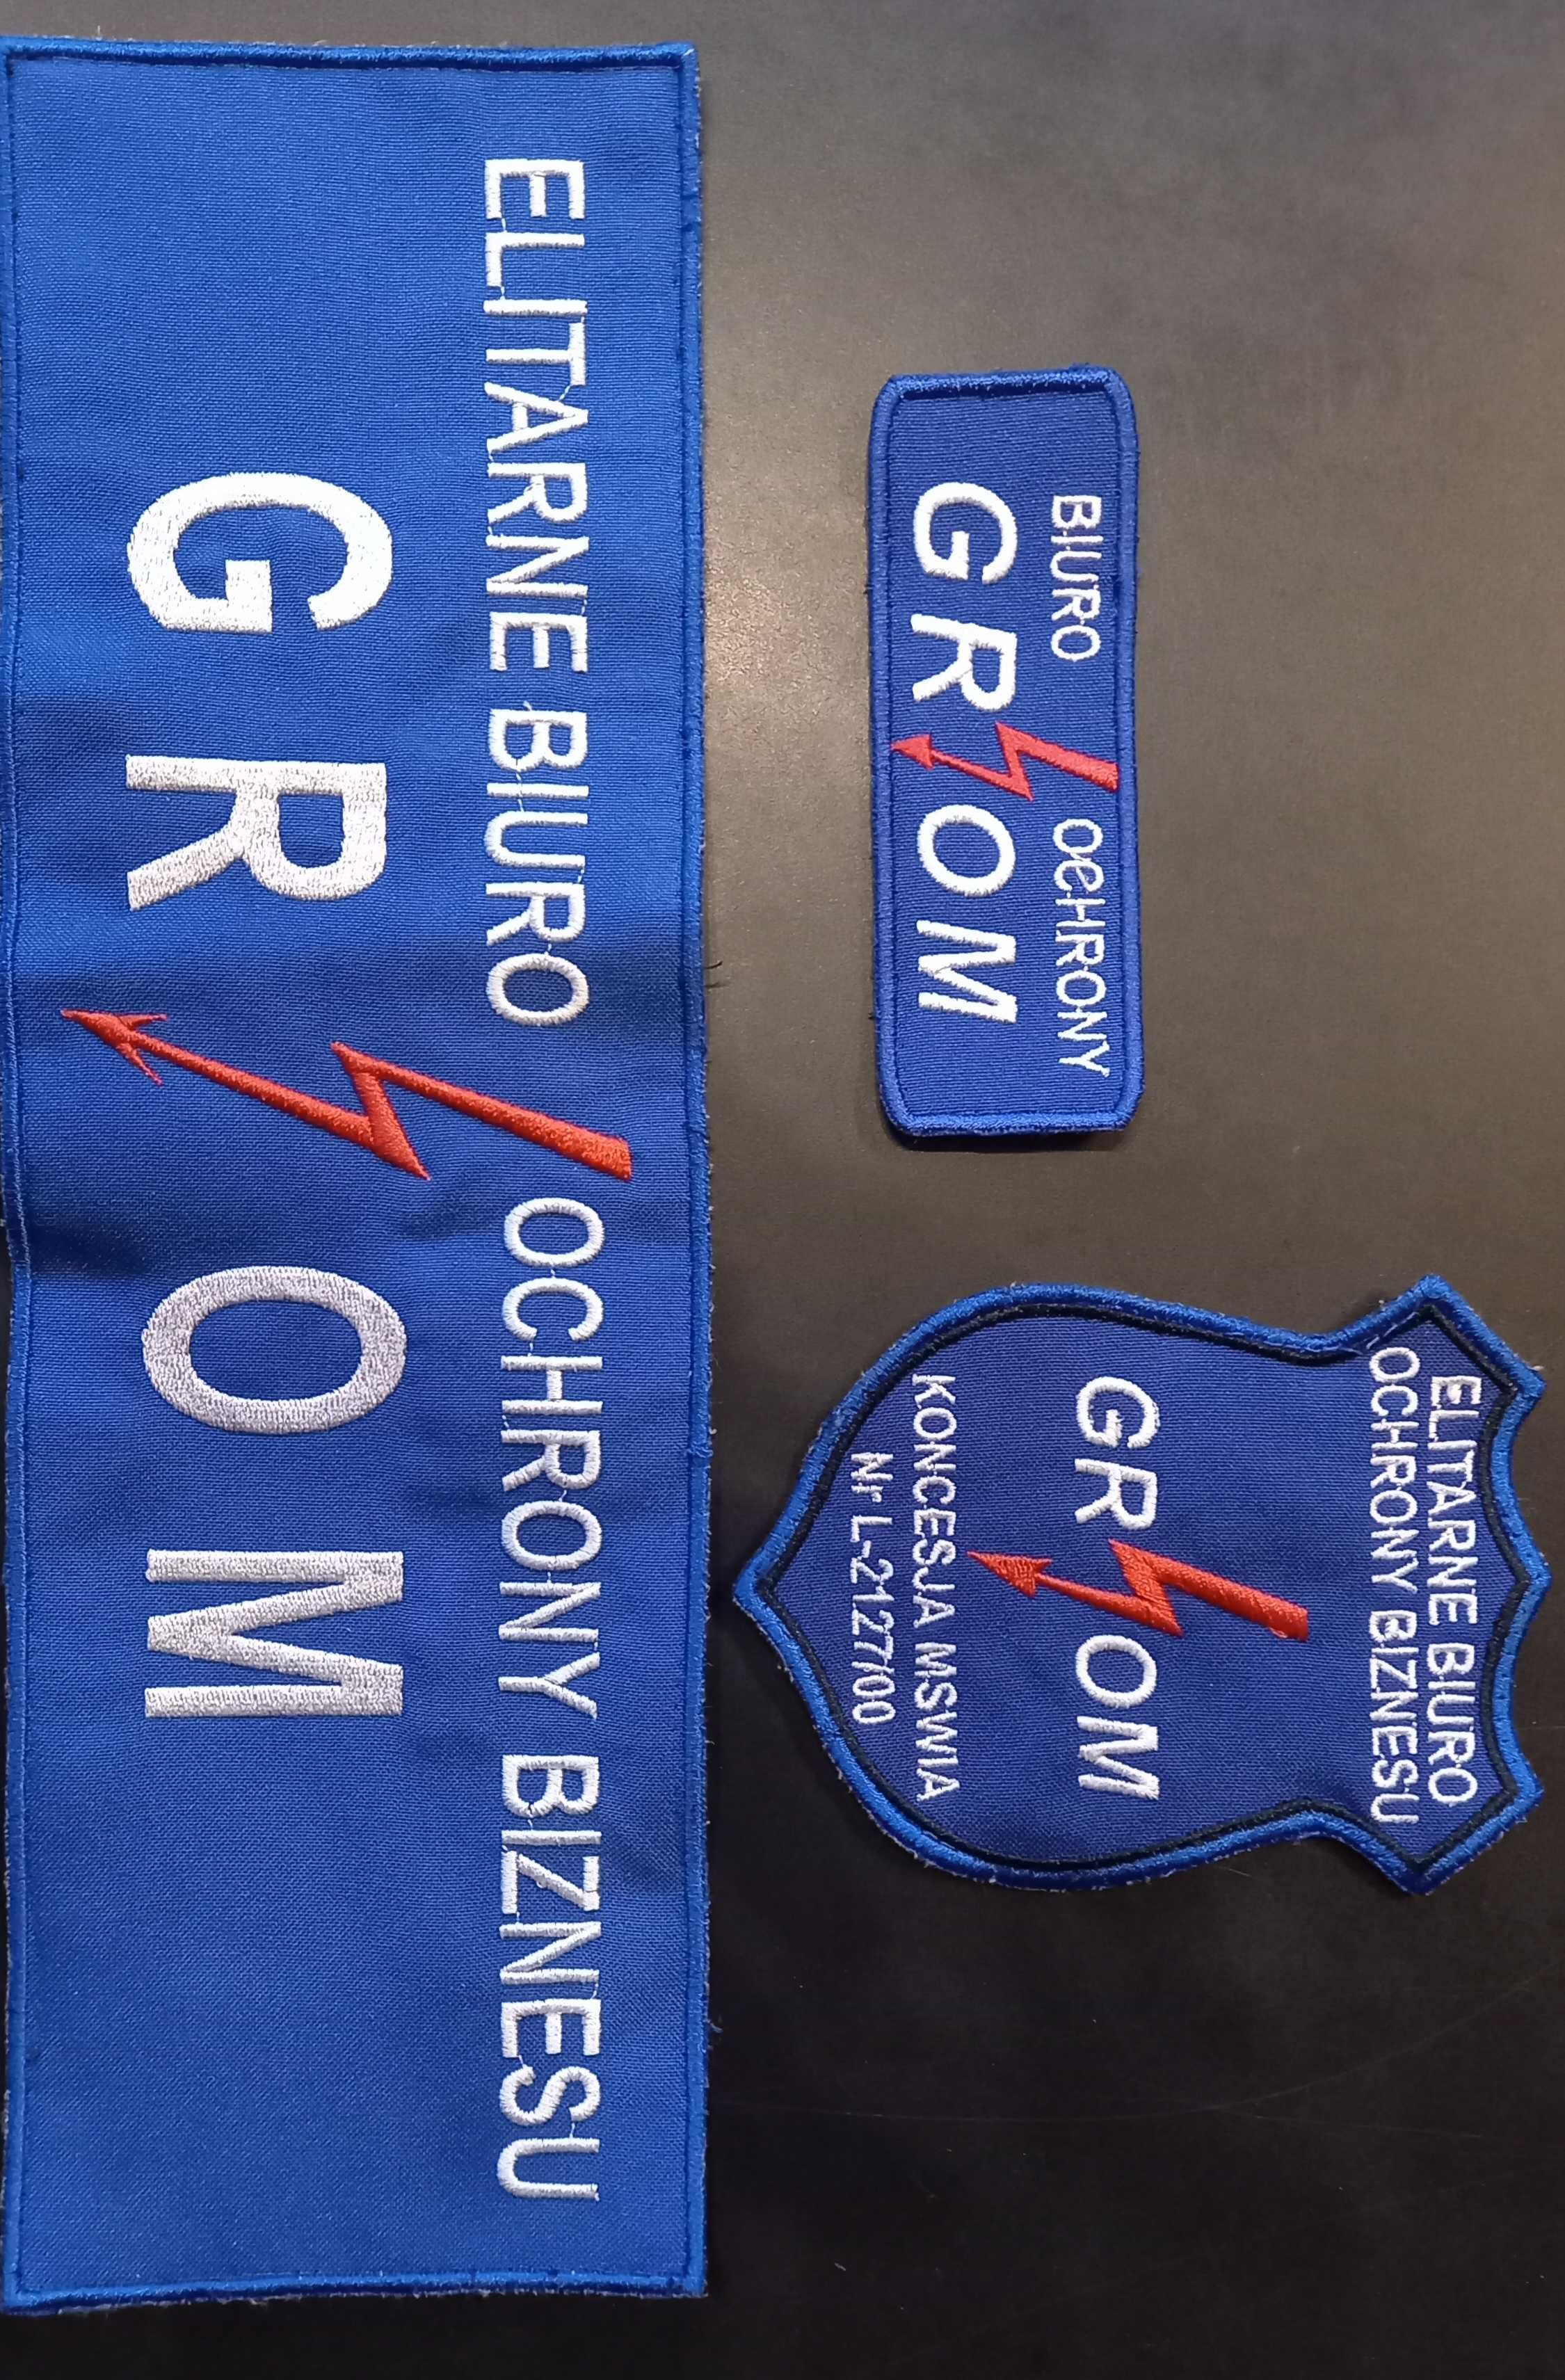 ELITARNE BIURO OCHRONY BIZNESU
GROM
BIURO OCHRONY
GROM
ELITARNE BIURO
OCHRONY BIZNESU
GROM
KONCESJA MSWIA
Nr L-2127/00